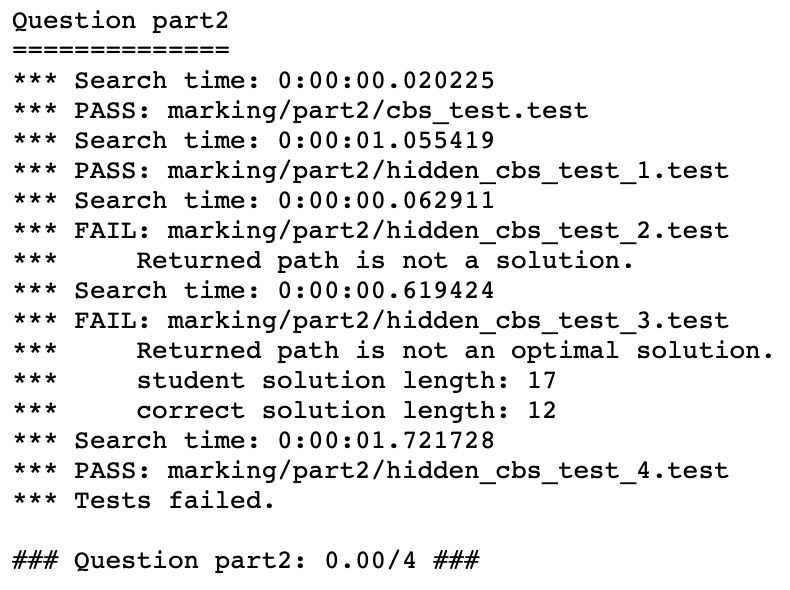 Question part2
==============
*** Search time: 0:00:00.020225
*** PASS: marking/part2/cbs_test.test
*** Search time: 0:00:01.055419
*** PASS: marking/part2/hidden_cbs_test_1.test
*** Search time: 0:00:00.062911
*** FAIL: marking/part2/hidden_cbs_test_2.test
***     Returned path is not a solution.
*** Search time: 0:00:00.619424
*** FAIL: marking/part2/hidden_cbs_test_3.test
***     Returned path is not an optimal solution.
***     student solution length: 17
***     correct solution length: 12
*** Search time: 0:00:01.721728
*** PASS: marking/part2/hidden_cbs_test_4.test
*** Tests failed.
### Question part2: 0.00/4 ###